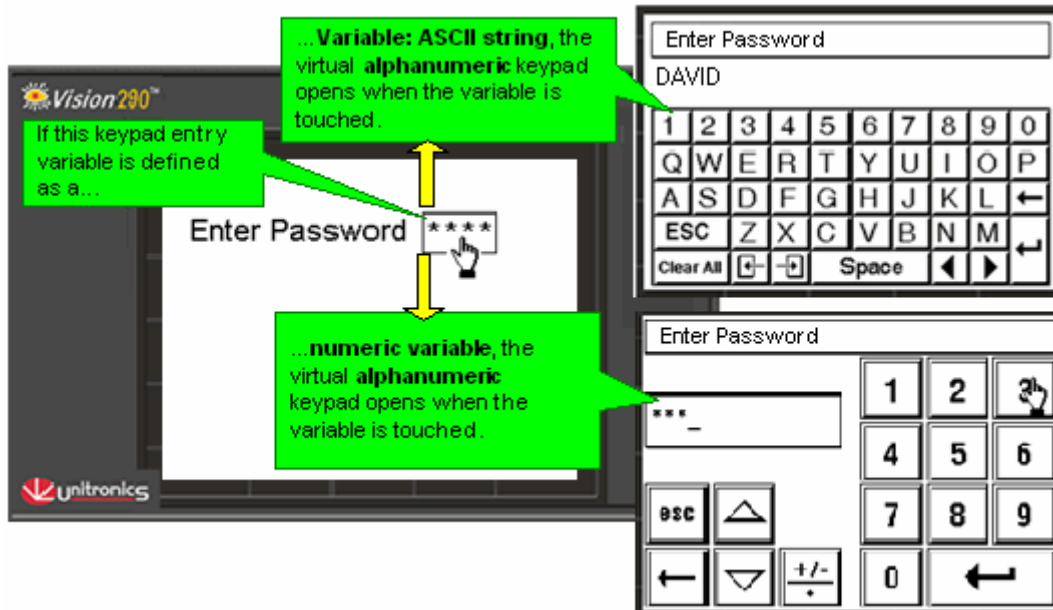 Vision290™
If this keypad entry
variable is defined
as a...
...Variable: ASCII string, the
virtual alphanumeric keypad
opens when the variable is
touched.
Enter Password ****
...numeric variable, the
virtual alphanumeric
keypad opens when the
variable is touched.
unitronics
Enter Password
DAVID
1 2 3 4 5 6 7 8 9 0
Q W E R T Y U I O P
A S D F G H J K L ←
ESC Z X C V B N M ↵
Clear All Space ◀ ▶
Enter Password
***_
1 2 3
4 5 6
esc 7 8 9
← +/- 0 ↵
.